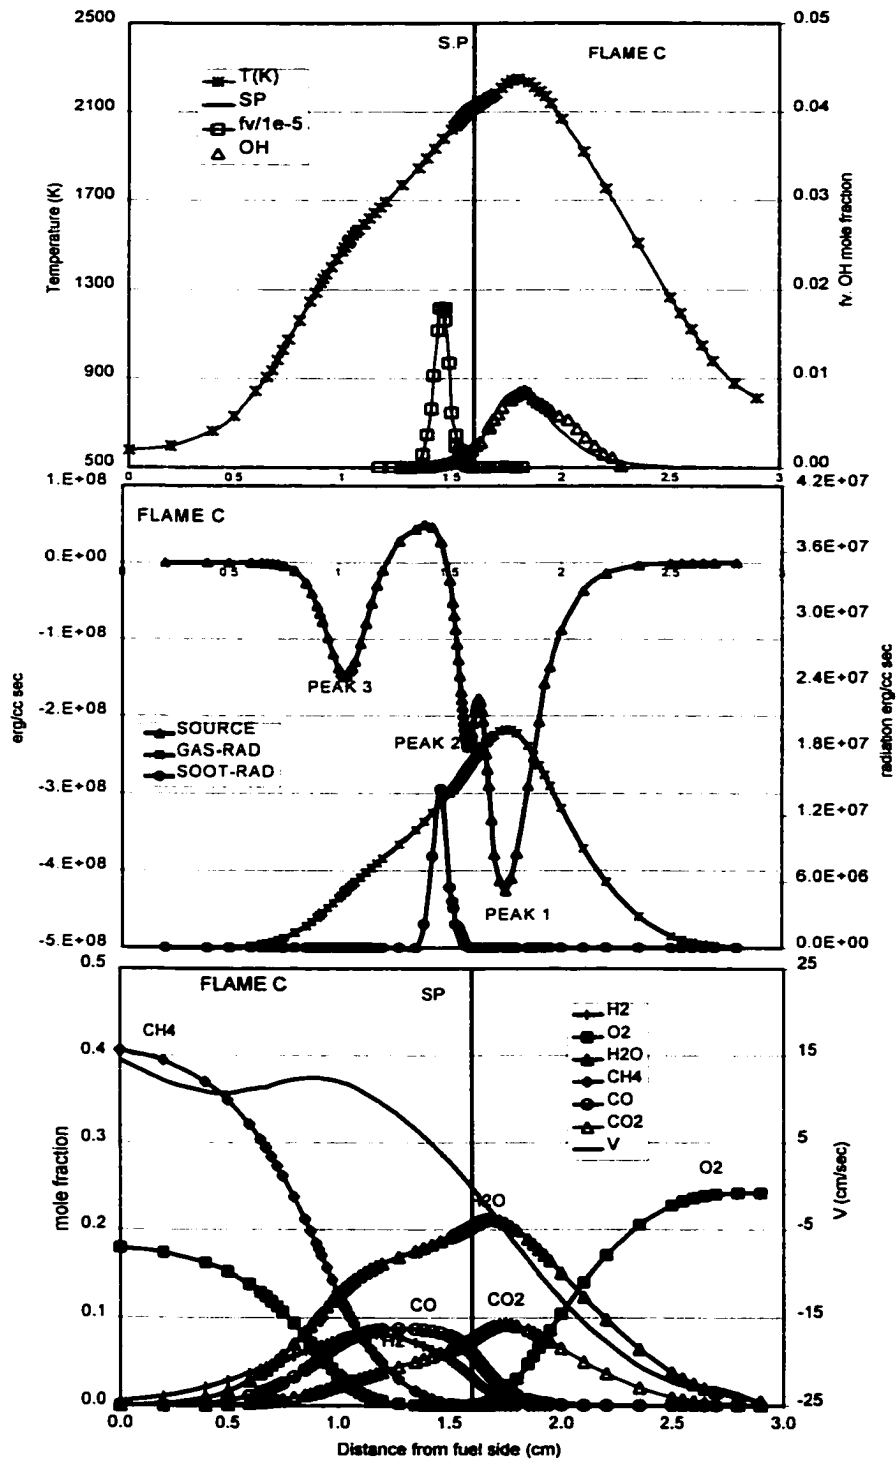 2500
0.05
S.P
FLAME C
T(K)
SP
fv/1e-5
OH
2100
0.04
1700
0.03
Temperature (K)
fv. OH mole fraction
1300
0.02
900
0.01
500
0.00
0
0.5
1
1.5
2
2.5
3
1.E+08
4.2E+07
FLAME C
0.E+00
3.6E+07
0.5
1
1.5
2
2.5
3
-1.E+08
3.0E+07
PEAK 3
2.4E+07
erg/cc sec
radiation erg/cc sec
-2.E+08
SOURCE
GAS-RAD
SOOT-RAD
PEAK 2
1.8E+07
-3.E+08
1.2E+07
-4.E+08
6.0E+06
PEAK 1
-5.E+08
0.0E+00
0.5
25
FLAME C
SP
H2
O2
H2O
CH4
CO
CO2
V
CH4
0.4
15
0.3
5
mole fraction
V (cm/sec)
O2
H2O
0.2
-5
CO
CO2
0.1
-15
H2
0.0
-25
0.0
0.5
1.0
1.5
2.0
2.5
3.0
Distance from fuel side (cm)